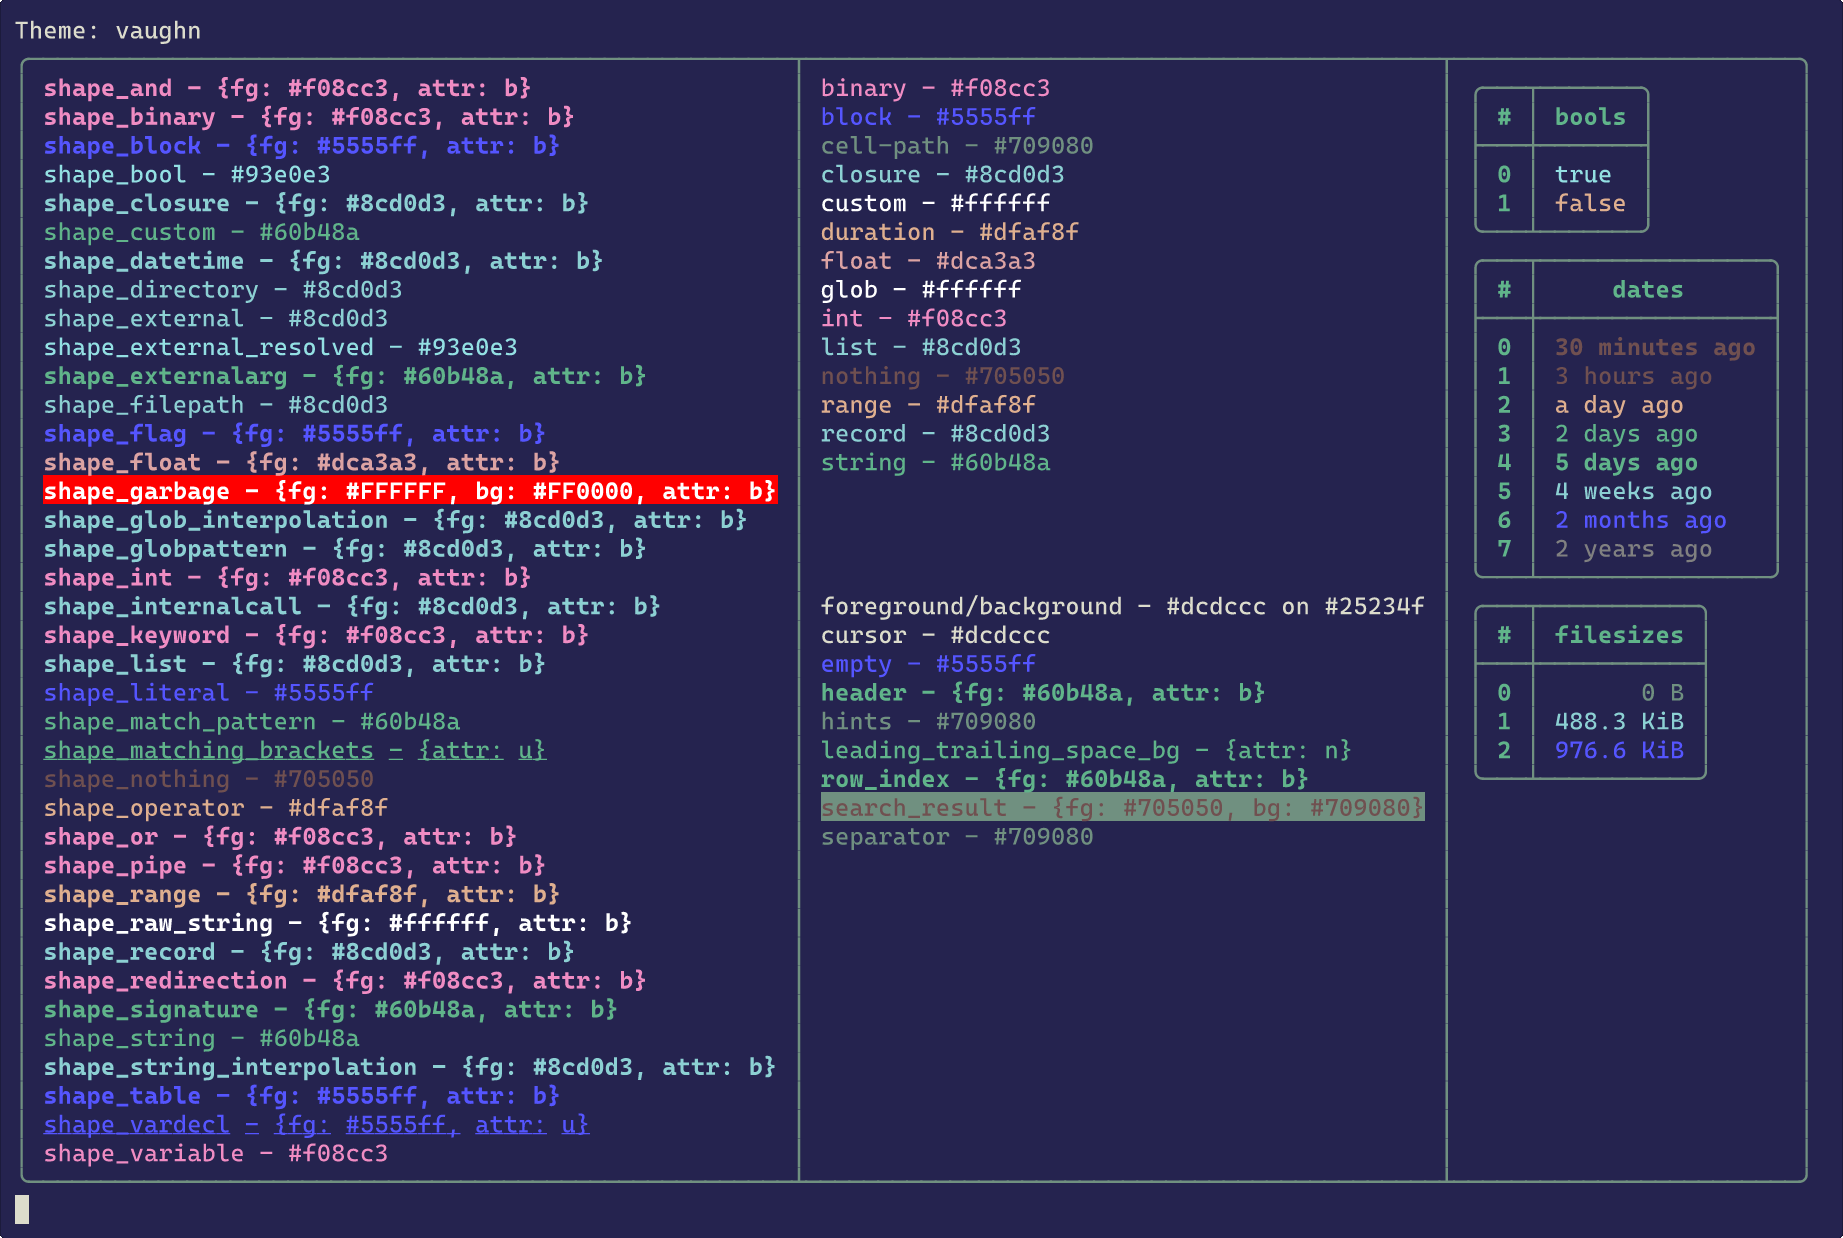 Theme: vaughn
shape_and - {fg: #f08cc3, attr: b}
shape_binary - {fg: #f08cc3, attr: b}
shape_block - {fg: #5555ff, attr: b}
shape_bool - #93e0e3
shape_closure - {fg: #8cd0d3, attr: b}
shape_custom - #60b48a
shape_datetime - {fg: #8cd0d3, attr: b}
shape_directory - #8cd0d3
shape_external - #8cd0d3
shape_external_resolved - #93e0e3
shape_externalarg - {fg: #60b48a, attr: b}
shape_filepath - #8cd0d3
shape_flag - {fg: #5555ff, attr: b}
shape_float - {fg: #dca3a3, attr: b}
shape_garbage - {fg: #FFFFFF, bg: #FF0000, attr: b}
shape_glob_interpolation - {fg: #8cd0d3, attr: b}
shape_globpattern - {fg: #8cd0d3, attr: b}
shape_int - {fg: #f08cc3, attr: b}
shape_internalcall - {fg: #8cd0d3, attr: b}
shape_keyword - {fg: #f08cc3, attr: b}
shape_list - {fg: #8cd0d3, attr: b}
shape_literal - #5555ff
shape_match_pattern - #60b48a
shape_matching_brackets - {attr: u}
shape_nothing - #705050
shape_operator - #dfaf8f
shape_or - {fg: #f08cc3, attr: b}
shape_pipe - {fg: #f08cc3, attr: b}
shape_range - {fg: #dfaf8f, attr: b}
shape_raw_string - {fg: #ffffff, attr: b}
shape_record - {fg: #8cd0d3, attr: b}
shape_redirection - {fg: #f08cc3, attr: b}
shape_signature - {fg: #60b48a, attr: b}
shape_string - #60b48a
shape_string_interpolation - {fg: #8cd0d3, attr: b}
shape_table - {fg: #5555ff, attr: b}
shape_vardecl - {fg: #5555ff, attr: u}
shape_variable - #f08cc3
binary - #f08cc3
block - #5555ff
cell-path - #709080
closure - #8cd0d3
custom - #ffffff
duration - #dfaf8f
float - #dca3a3
glob - #ffffff
int - #f08cc3
list - #8cd0d3
nothing - #705050
range - #dfaf8f
record - #8cd0d3
string - #60b48a
foreground/background - #dcdccc on #25234f
cursor - #dcdccc
empty - #5555ff
header - {fg: #60b48a, attr: b}
hints - #709080
leading_trailing_space_bg - {attr: n}
row_index - {fg: #60b48a, attr: b}
search_result - {fg: #705050, bg: #709080}
separator - #709080
# bools
0 true
1 false
# dates
0 30 minutes ago
1 3 hours ago
2 a day ago
3 2 days ago
4 5 days ago
5 4 weeks ago
6 2 months ago
7 2 years ago
# filesizes
0 0 B
1 488.3 KiB
2 976.6 KiB